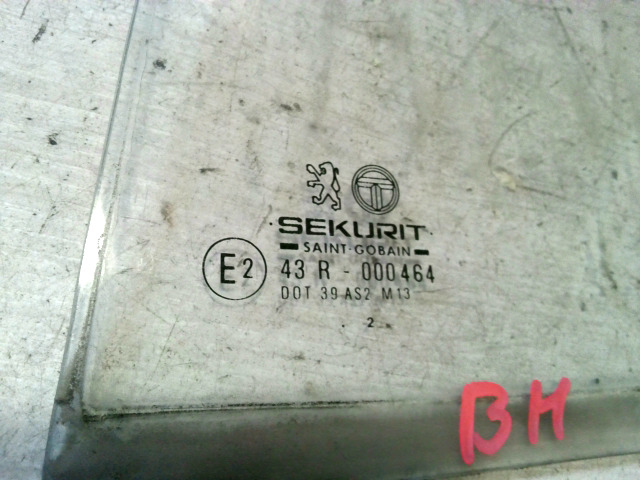 SEKURIT
SAINT-GOBAIN
E2
43 R - 000464
DOT 39 AS2 M13
. 2
BH